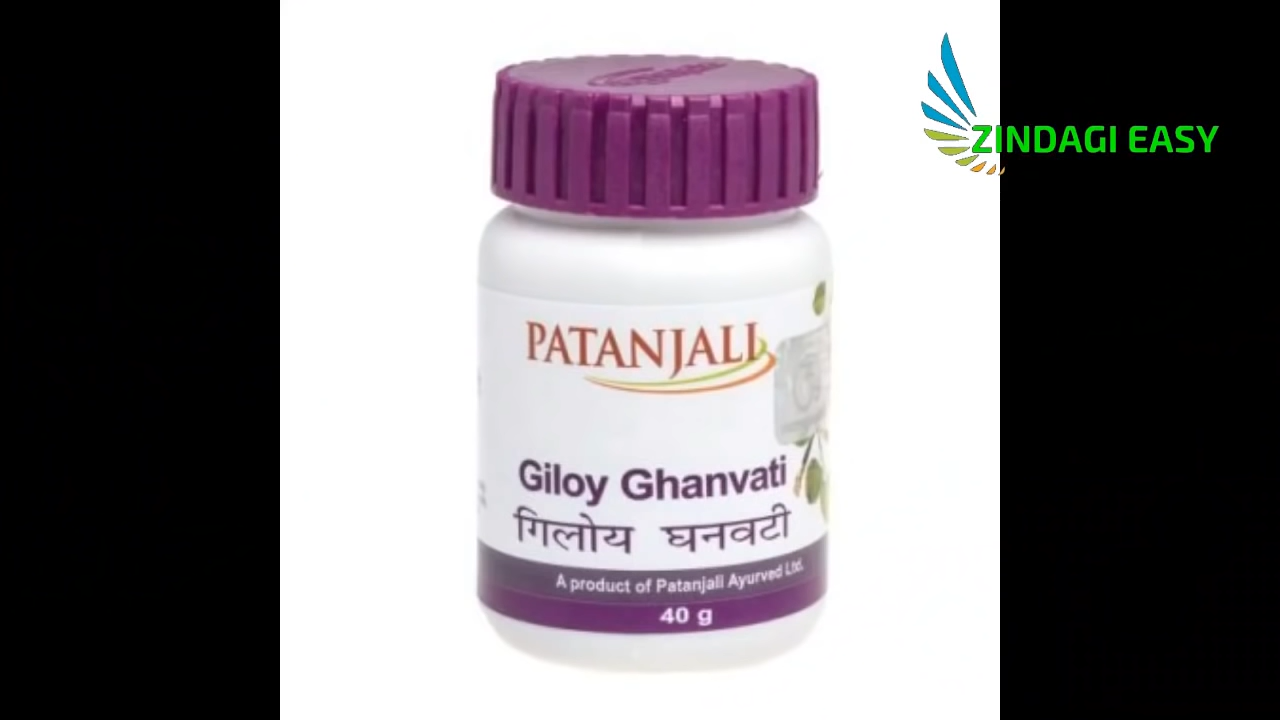 ZINDAGI EASY
PATANJALI
Giloy Ghanvati
गिलोय घनवटी
A product of Patanjali Ayurved Ltd.
40 g